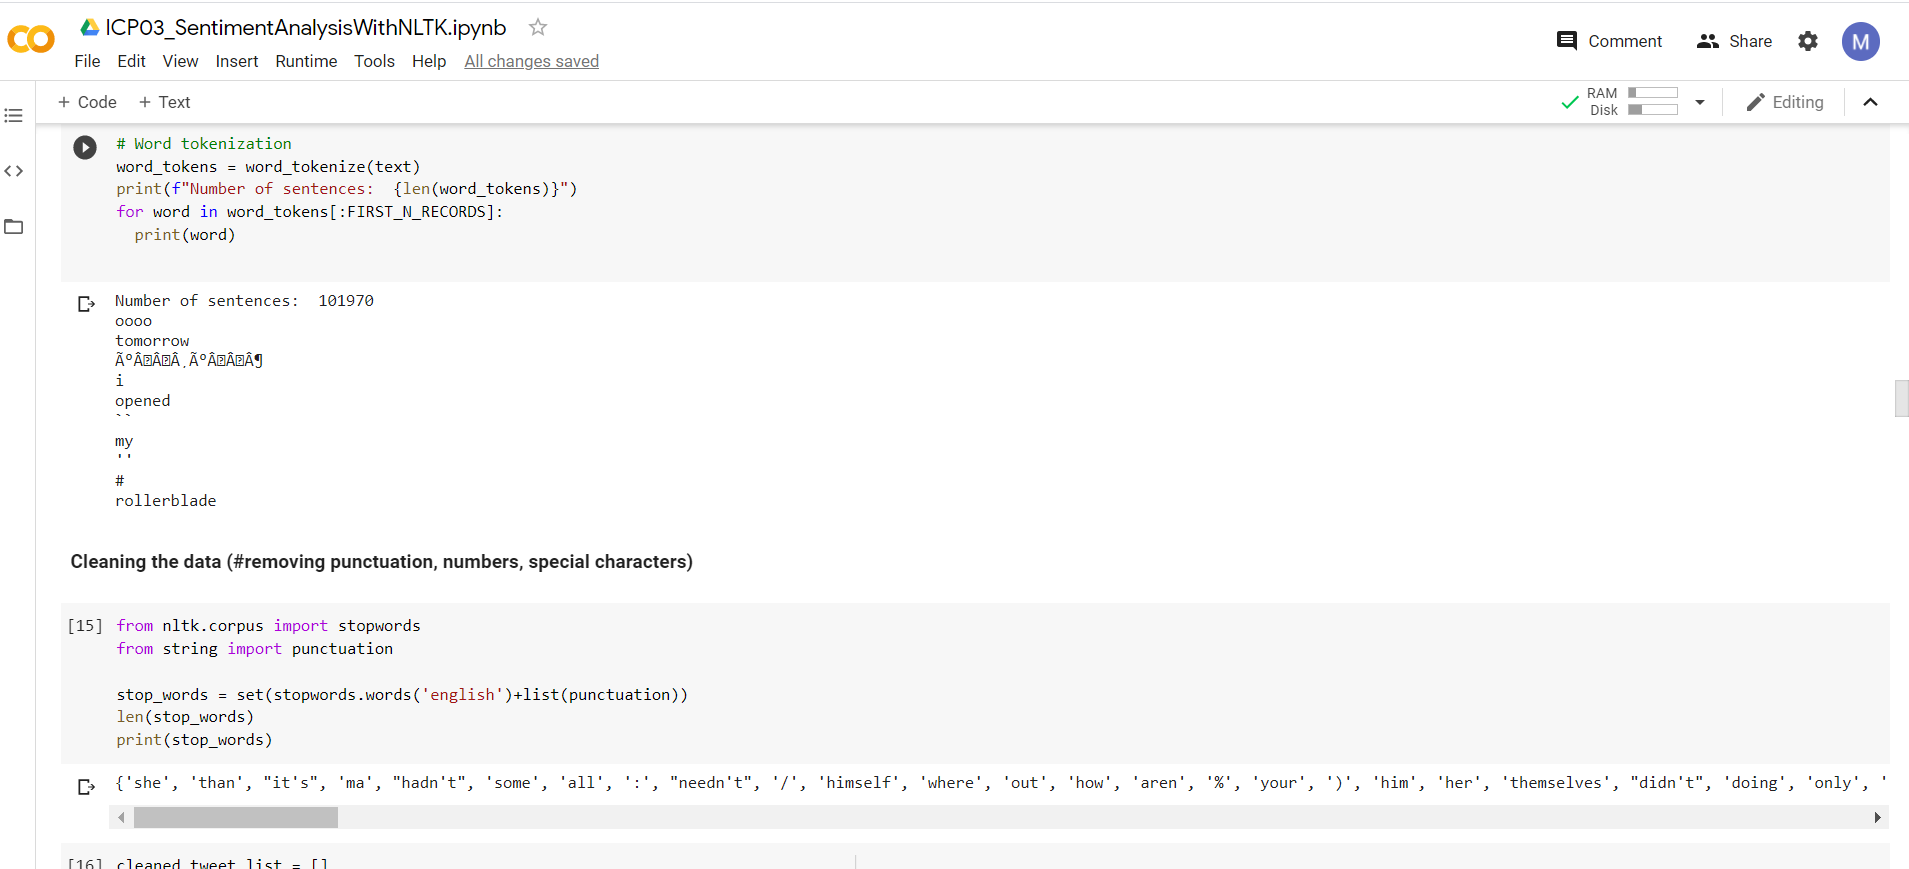 ICP03_SentimentAnalysisWithNLTK.ipynb
Comment
Share
M
File Edit View Insert Runtime Tools Help All changes saved
+ Code + Text
RAM
Disk
Editing
# Word tokenization
word_tokens = word_tokenize(text)
print(f"Number of sentences:  {len(word_tokens)}")
for word in word_tokens[:FIRST_N_RECORDS]:
  print(word)
Number of sentences:  101970
oooo
tomorrow
i
opened
``
my
''
#
rollerblade
Cleaning the data (#removing punctuation, numbers, special characters)
[15] from nltk.corpus import stopwords
from string import punctuation
stop_words = set(stopwords.words('english')+list(punctuation))
len(stop_words)
print(stop_words)
{'she', 'than', "it's", 'ma', "hadn't", 'some', 'all', ':', "needn't", '/', 'himself', 'where', 'out', 'how', 'aren', '%', 'your', ')', 'him', 'her', 'themselves', "didn't", 'doing', 'only', '
[16] cleaned_tweet_list = []